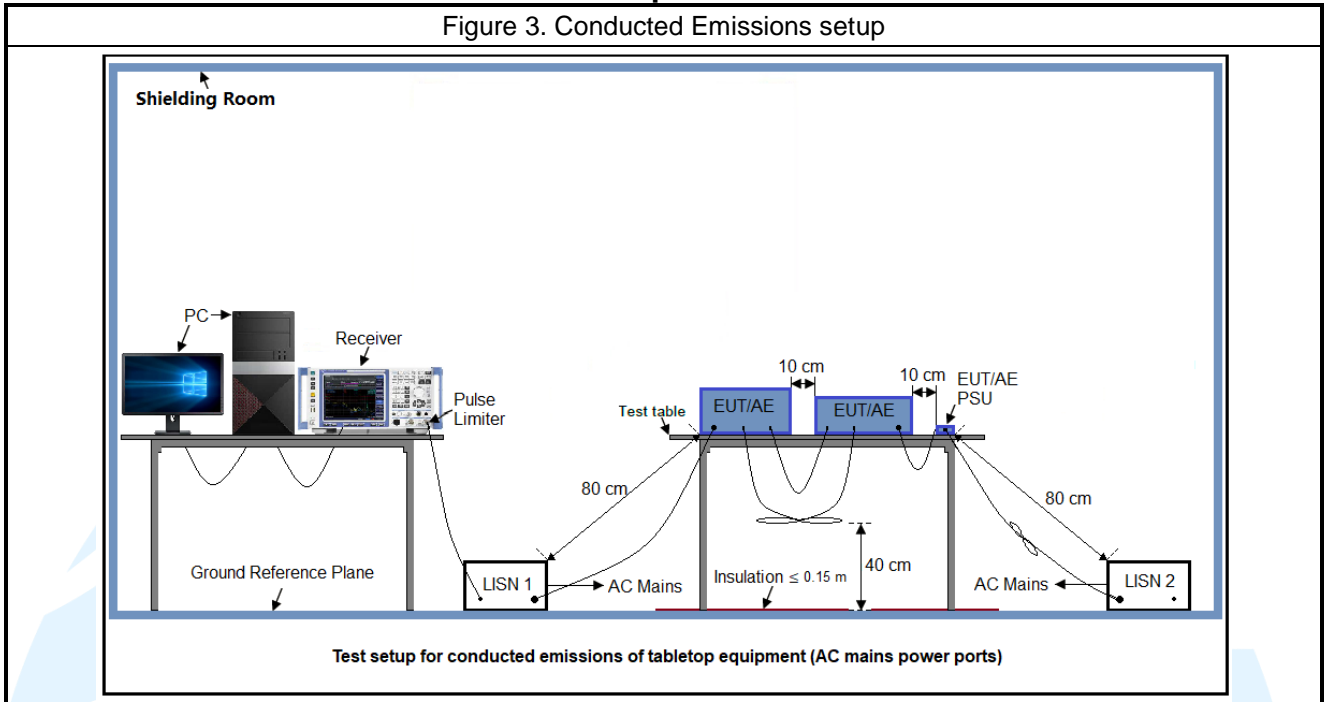 Figure 3. Conducted Emissions setup
Shielding Room
PC
Receiver
Pulse
Limiter
10 cm
10 cm
EUT/AE
PSU
Test table
EUT/AE
EUT/AE
80 cm
80 cm
Ground Reference Plane
LISN 1
AC Mains
Insulation ≤ 0.15 m
40 cm
AC Mains
LISN 2
Test setup for conducted emissions of tabletop equipment (AC mains power ports)